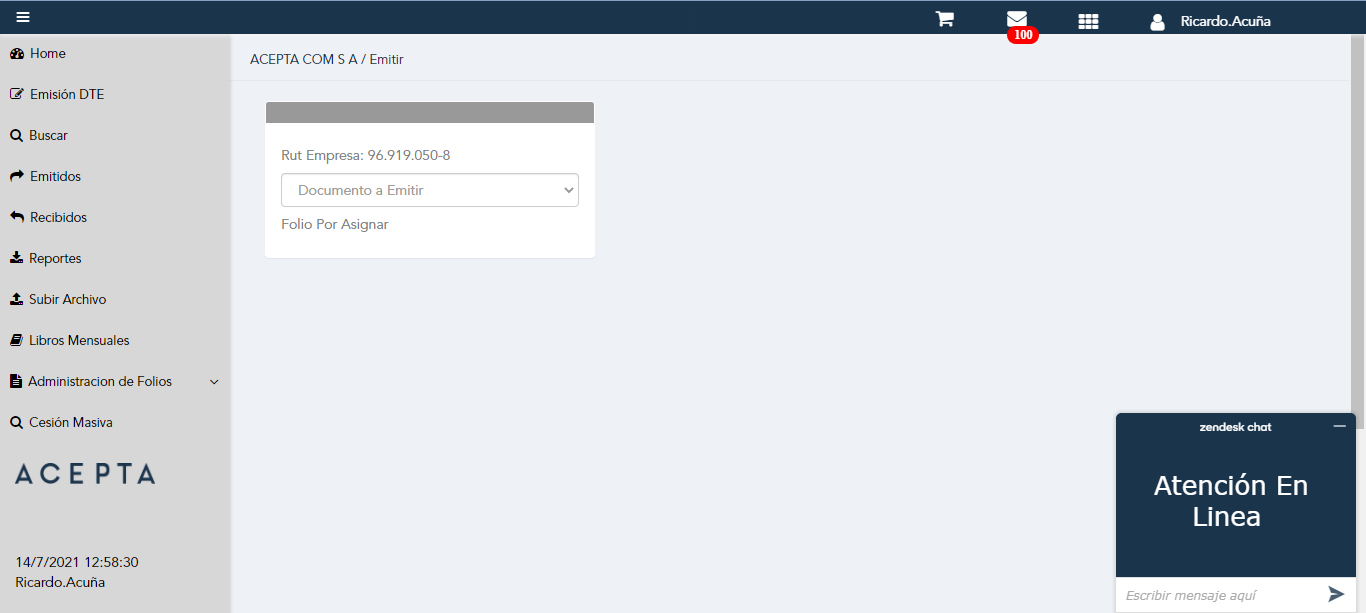 Ricardo.Acuña
100
Home
Emisión DTE
Buscar
Emitidos
Recibidos
Reportes
Subir Archivo
Libros Mensuales
Administracion de Folios
Cesión Masiva
ACEPTA
14/7/2021 12:58:30
Ricardo.Acuña
ACEPTA COM S A / Emitir
Rut Empresa: 96.919.050-8
Documento a Emitir
Folio Por Asignar
zendesk chat
Atención En
Linea
Escribir mensaje aquí